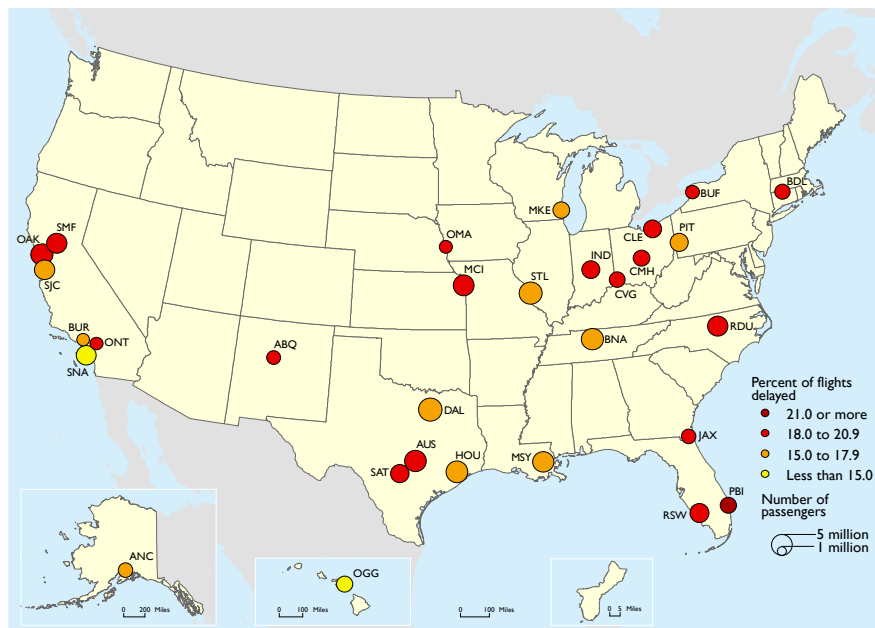 BDL
BUF
MKE
CLE
PIT
SMF
OMA
OAK
IND
CMH
MCI
STL
SJC
CVG
BUR
ONT
RDU
BNA
ABQ
SNA
Percent of flights
delayed
21.0 or more
18.0 to 20.9
15.0 to 17.9
Less than 15.0
DAL
JAX
AUS
HOU
MSY
SAT
PBI
RSW
Number of
passengers
5 million
1 million
ANC
OGG
0 200 Miles
0 100 Miles
0 100 Miles
0 5 Miles